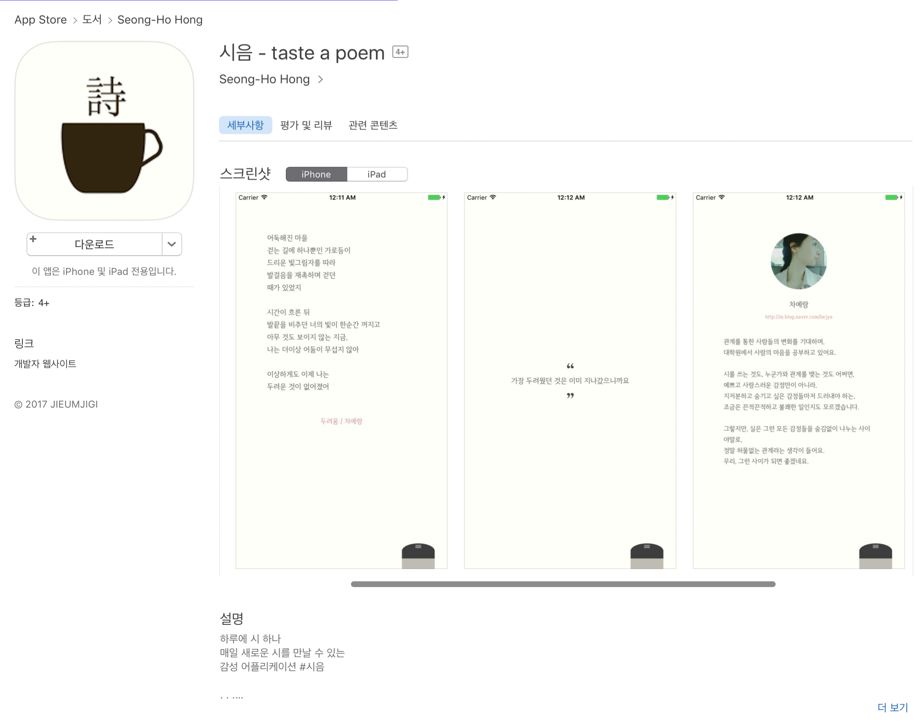 App Store > 도서 > Seong-Ho Hong
詩
시음 - taste a poem 4+
Seong-Ho Hong >
세부사항 평가 및 리뷰 관련 콘텐츠
스크린샷 iPhone iPad
+ 다운로드
이 앱은 iPhone 및 iPad 전용입니다.
등급: 4+
링크
개발자 웹사이트
© 2017 JIEUMJIGI
Carrier 12:11 AM
어둑해진 마을
걷는 길에 하나뿐인 가로등이
드리운 빛그림자를 따라
발걸음을 재촉하며 걷던
때가 있었지
시간이 흐른 뒤
발끝을 비추던 너의 빛이 한순간 꺼지고
아무 것도 보이지 않는 지금,
나는 더이상 어둠이 무섭지 않아
이상하게도 이제 나는
두려운 것이 없어졌어
두려움 / 차예랑
Carrier 12:12 AM
“
가장 두려웠던 것은 이미 지나갔으니까요
”
Carrier 12:12 AM
차예랑
관계를 통한 사람들의 변화를 기대하며,
대학원에서 사람의 마음을 공부하고 있어요.
시를 쓰는 것도, 누군가와 관계를 맺는 것도 어쩌면,
예쁘고 사랑스러운 감정만이 아니라,
지저분하고 숨기고 싶은 감정들마저 드러내야 하는,
조금은 끈적끈적하고 불쾌한 일인지도 모르겠습니다.
그렇지만, 실은 그런 모든 감정들을 숨김없이 나누는 사이
야말로,
정말 허물없는 관계라는 생각이 들어요.
우리, 그런 사이가 되면 좋겠네요.
설명
하루에 시 하나
매일 새로운 시를 만날 수 있는
감성 어플리케이션 #시음
더 보기